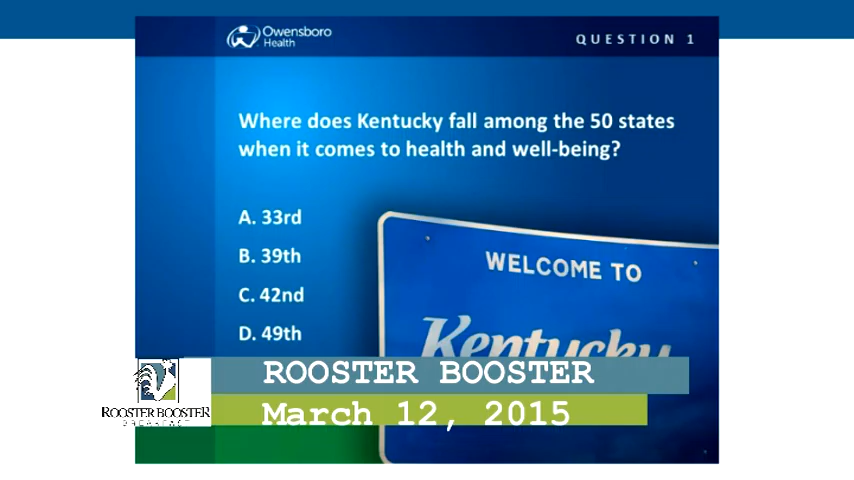 Owensboro
Health
QUESTION 1
Where does Kentucky fall among the 50 states
when it comes to health and well-being?
A. 33rd
B. 39th
C. 42nd
D. 49th
WELCOME TO
Kentucky
ROOSTER BOOSTER
March 12, 2015
ROOSTER BOOSTER
BREAKFAST